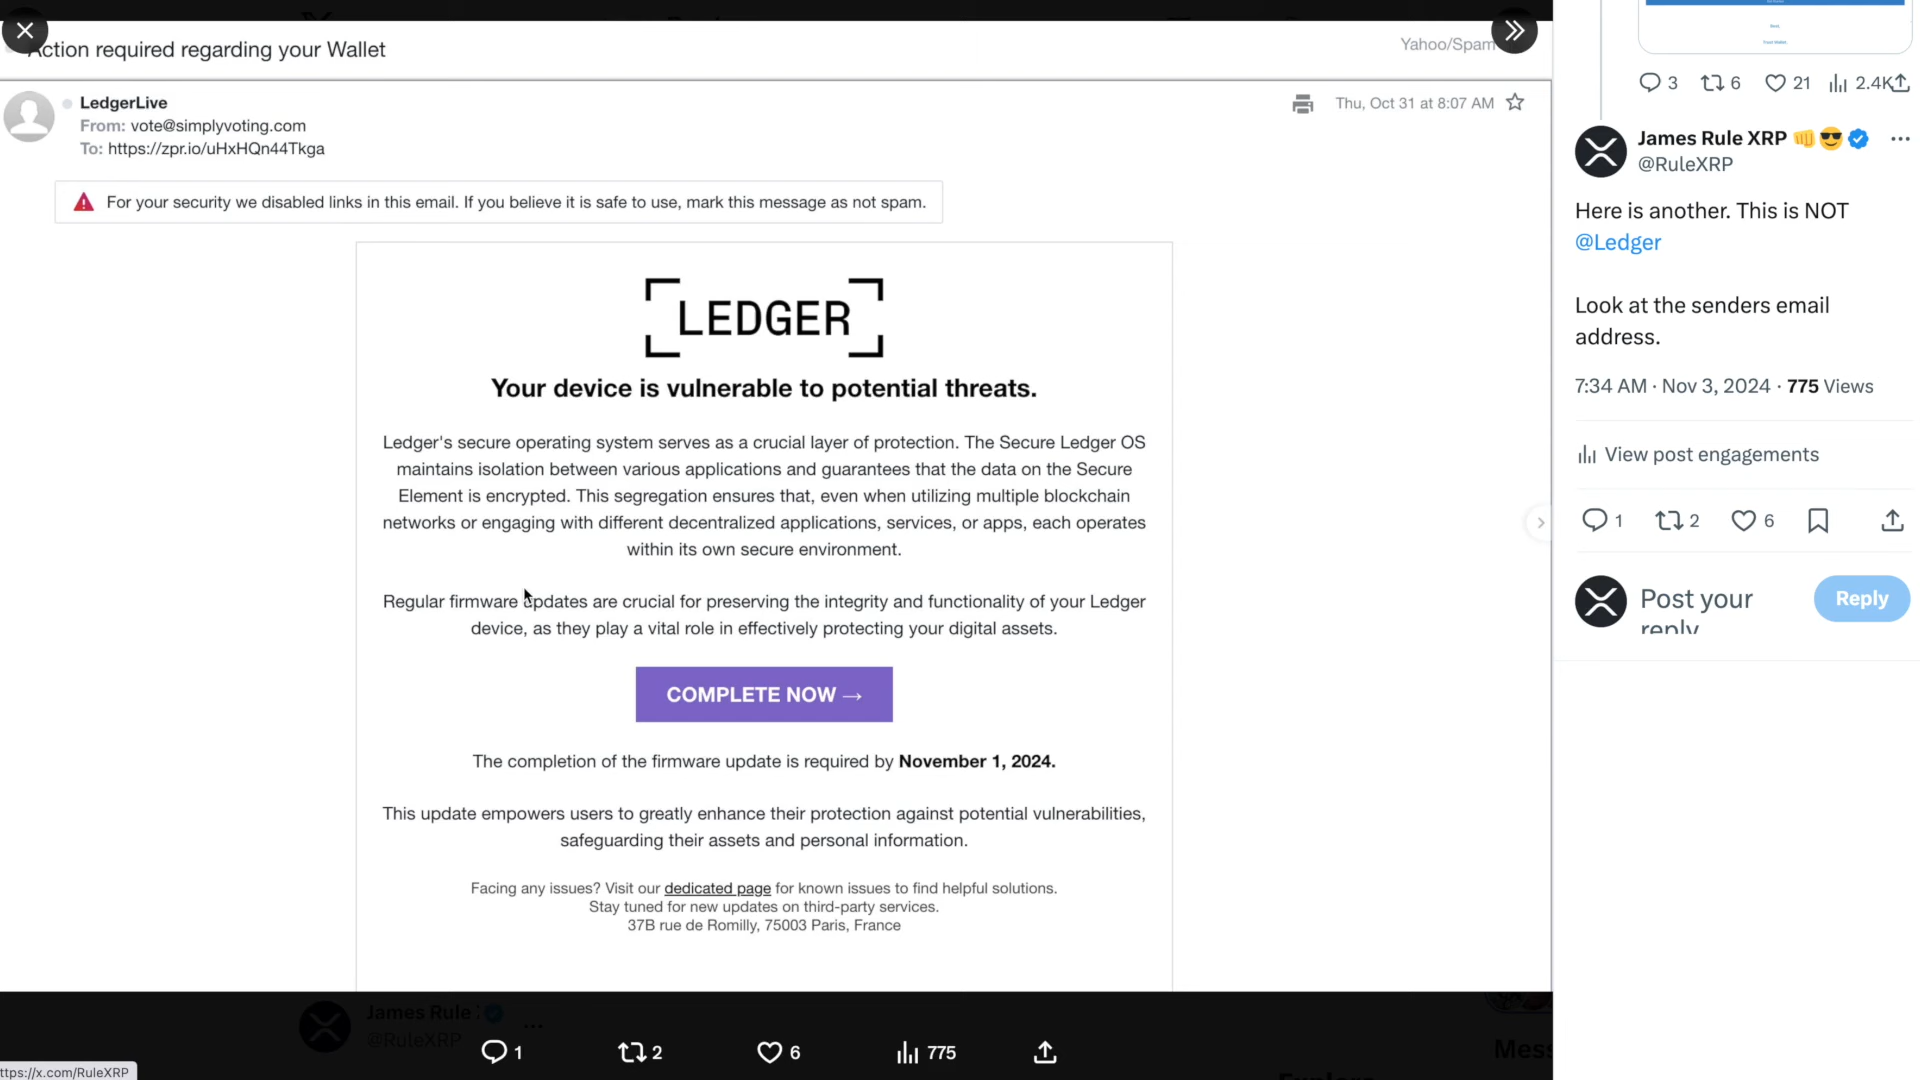 Action required regarding your Wallet
Yahoo/Spam
LedgerLive
From: vote@simplyvoting.com
To: https://zpr.io/uHxHQn44Tkga
Thu, Oct 31 at 8:07 AM
For your security we disabled links in this email. If you believe it is safe to use, mark this message as not spam.
LEDGER
Your device is vulnerable to potential threats.
Ledger's secure operating system serves as a crucial layer of protection. The Secure Ledger OS
maintains isolation between various applications and guarantees that the data on the Secure
Element is encrypted. This segregation ensures that, even when utilizing multiple blockchain
networks or engaging with different decentralized applications, services, or apps, each operates
within its own secure environment.
Regular firmware updates are crucial for preserving the integrity and functionality of your Ledger
device, as they play a vital role in effectively protecting your digital assets.
COMPLETE NOW →
The completion of the firmware update is required by November 1, 2024.
This update empowers users to greatly enhance their protection against potential vulnerabilities,
safeguarding their assets and personal information.
Facing any issues? Visit our dedicated page for known issues to find helpful solutions.
Stay tuned for new updates on third-party services.
37B rue de Romilly, 75003 Paris, France
James Rule
@RuleXRP
1 2 6 775
ttps://x.com/RuleXRP
3 6 21 2.4K
James Rule XRP 👊😎
@RuleXRP
Here is another. This is NOT
@Ledger
Look at the senders email
address.
7:34 AM · Nov 3, 2024 · 775 Views
View post engagements
1 2 6
Post your
reply
Reply